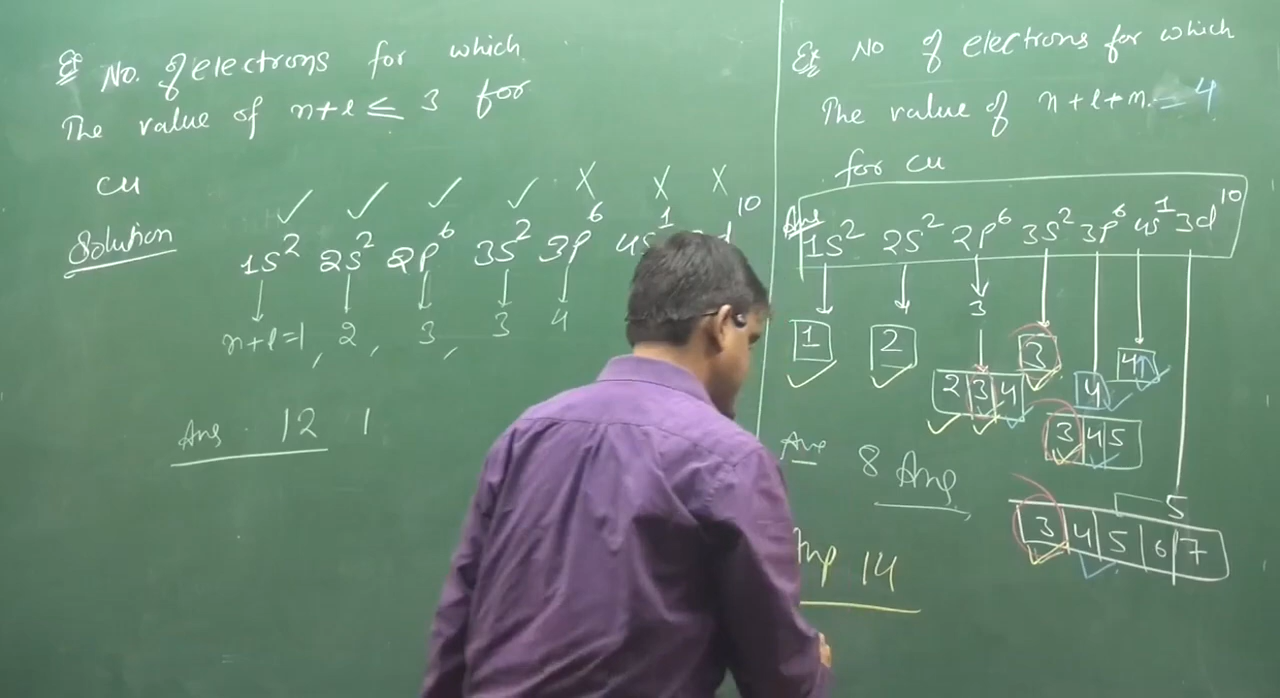 Ex No. of electrons for which
The value of n+l ≤ 3 for
Cu
Solution
1s² 2s² 2p⁶ 3s² 3p⁶ 4s¹ 10
n+l=1, 2, 3, 3 4
Ans. 12
Ex No of electrons for which
The value of n+l+m = 4
for Cu
Ans 1s² 2s² 2p⁶ 3s² 3p⁶ 4s¹ 3d¹⁰
3
1 2 3 4
2 3 4 4
3 4 5
Ans 8 Ans
5
3 4 5 6 7
14